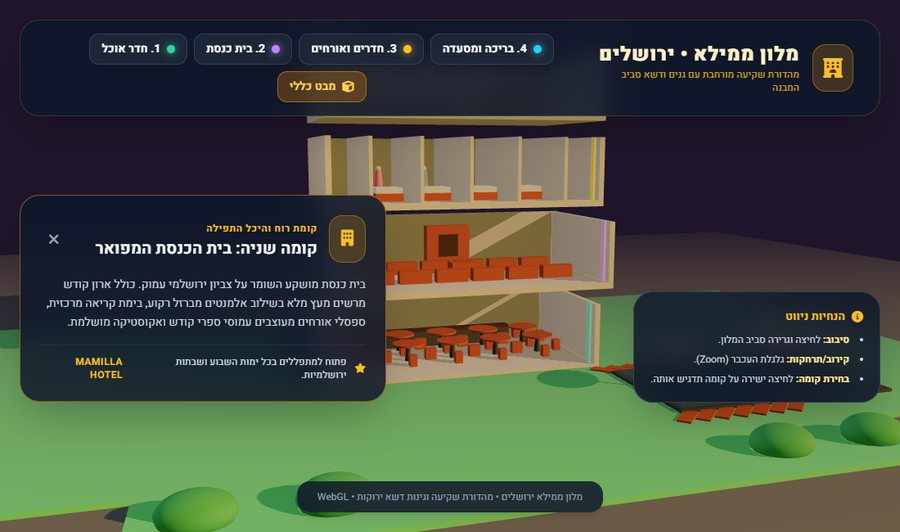 מלון ממילא • ירושלים
מהדורת שקיעה מורחבת עם גנים ודשא סביב
המבנה
4. בריכה ומסעדה
3. חדרים ואורחים
2. בית כנסת
1. חדר אוכל
מבט כללי
קומת רוח והיכל התפילה
קומה שניה: בית הכנסת המפואר
בית כנסת מושקע השומר על צביון ירושלמי עמוק. כולל ארון קודש
מרשים מעץ מלא בשילוב אלמנטים מברזל רקוע, בימת קריאה מרכזית,
ספסלי אורחים מעוצבים עמוסי ספרי קודש ואקוסטיקה מושלמת.
פתוח למתפללים בכל ימות השבוע ושבתות
ירושלמיות.
MAMILLA
HOTEL
הנחיות ניווט
• סיבוב: לחיצה וגרירה סביב המלון.
• קירוב/תרחקות: גלגלת העכבר (Zoom).
• בחירת קומה: לחיצה ישירה על קומה תדגיש אותה.
מלון ממילא ירושלים • מהדורת שקיעה וגינות דשא ירוקות • WebGL